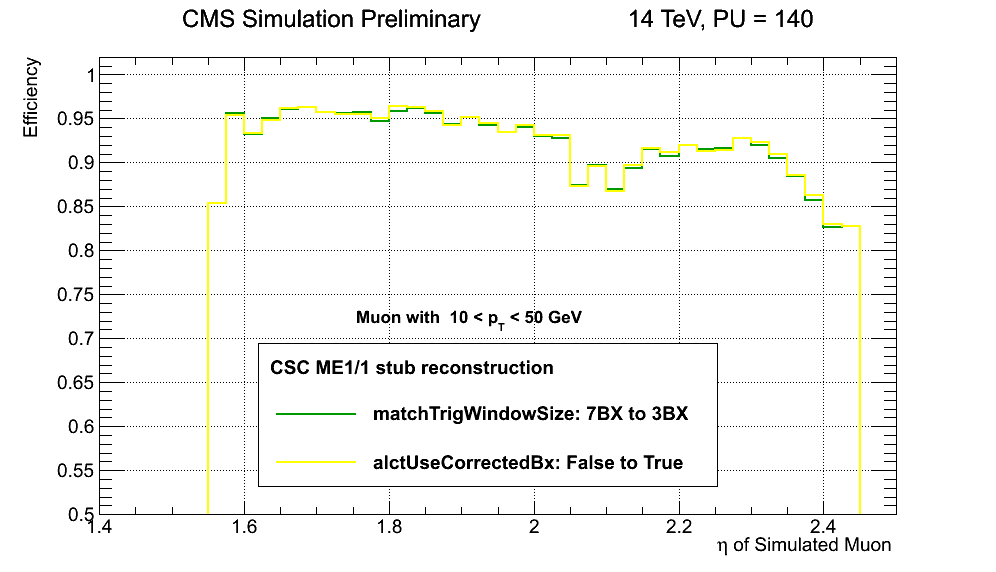 CMS Simulation Preliminary 14 TeV, PU = 140
Efficiency
1
0.95
0.9
0.85
0.8
0.75
0.7
0.65
0.6
0.55
0.5
Muon with 10 < pT < 50 GeV
CSC ME1/1 stub reconstruction
matchTrigWindowSize: 7BX to 3BX
alctUseCorrectedBx: False to True
1.4 1.6 1.8 2 2.2 2.4
η of Simulated Muon